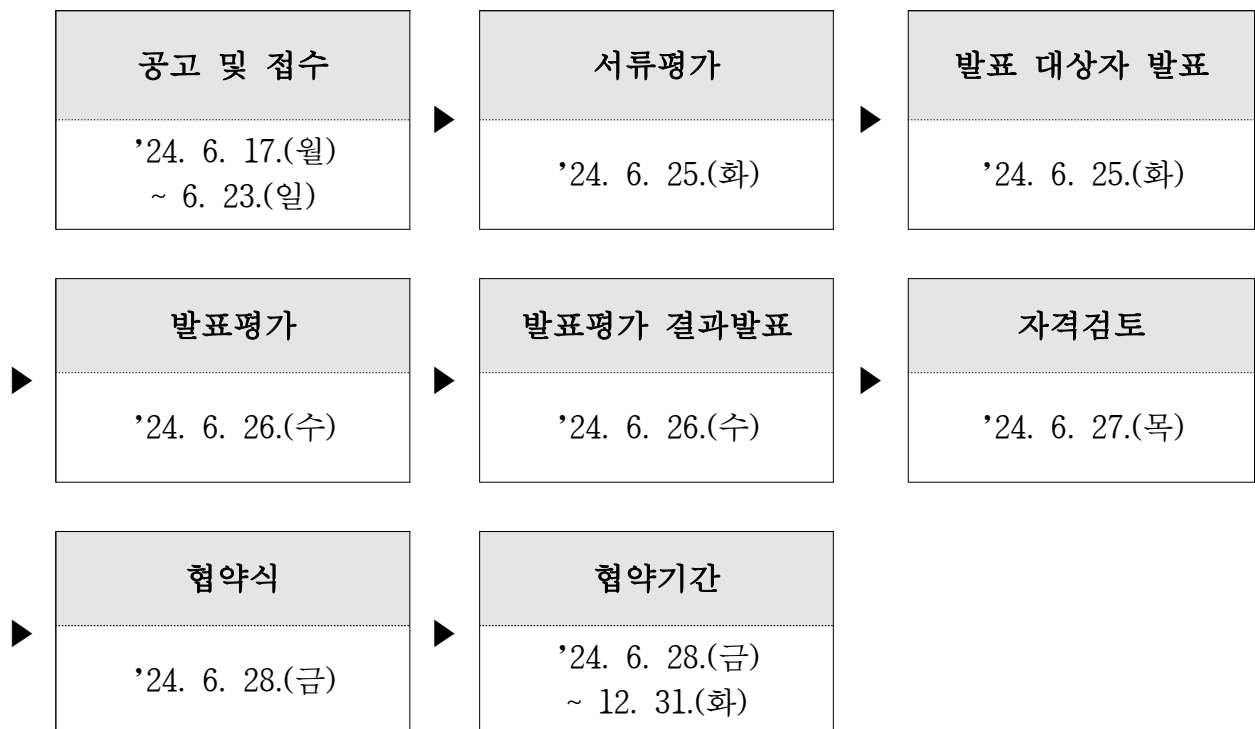 공고 및 접수
’24. 6. 17.(월)
~ 6. 23.(일)
▶
서류평가
’24. 6. 25.(화)
▶
발표 대상자 발표
’24. 6. 25.(화)
▶
발표평가
’24. 6. 26.(수)
▶
발표평가 결과발표
’24. 6. 26.(수)
▶
자격검토
’24. 6. 27.(목)
▶
협약식
’24. 6. 28.(금)
▶
협약기간
’24. 6. 28.(금)
~ 12. 31.(화)